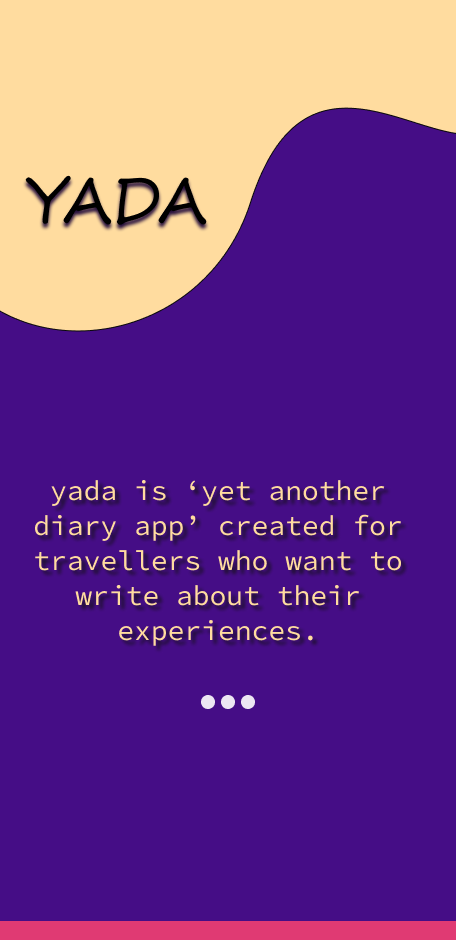 YADA
yada is ‘yet another
diary app’ created for
travellers who want to
write about their
experiences.